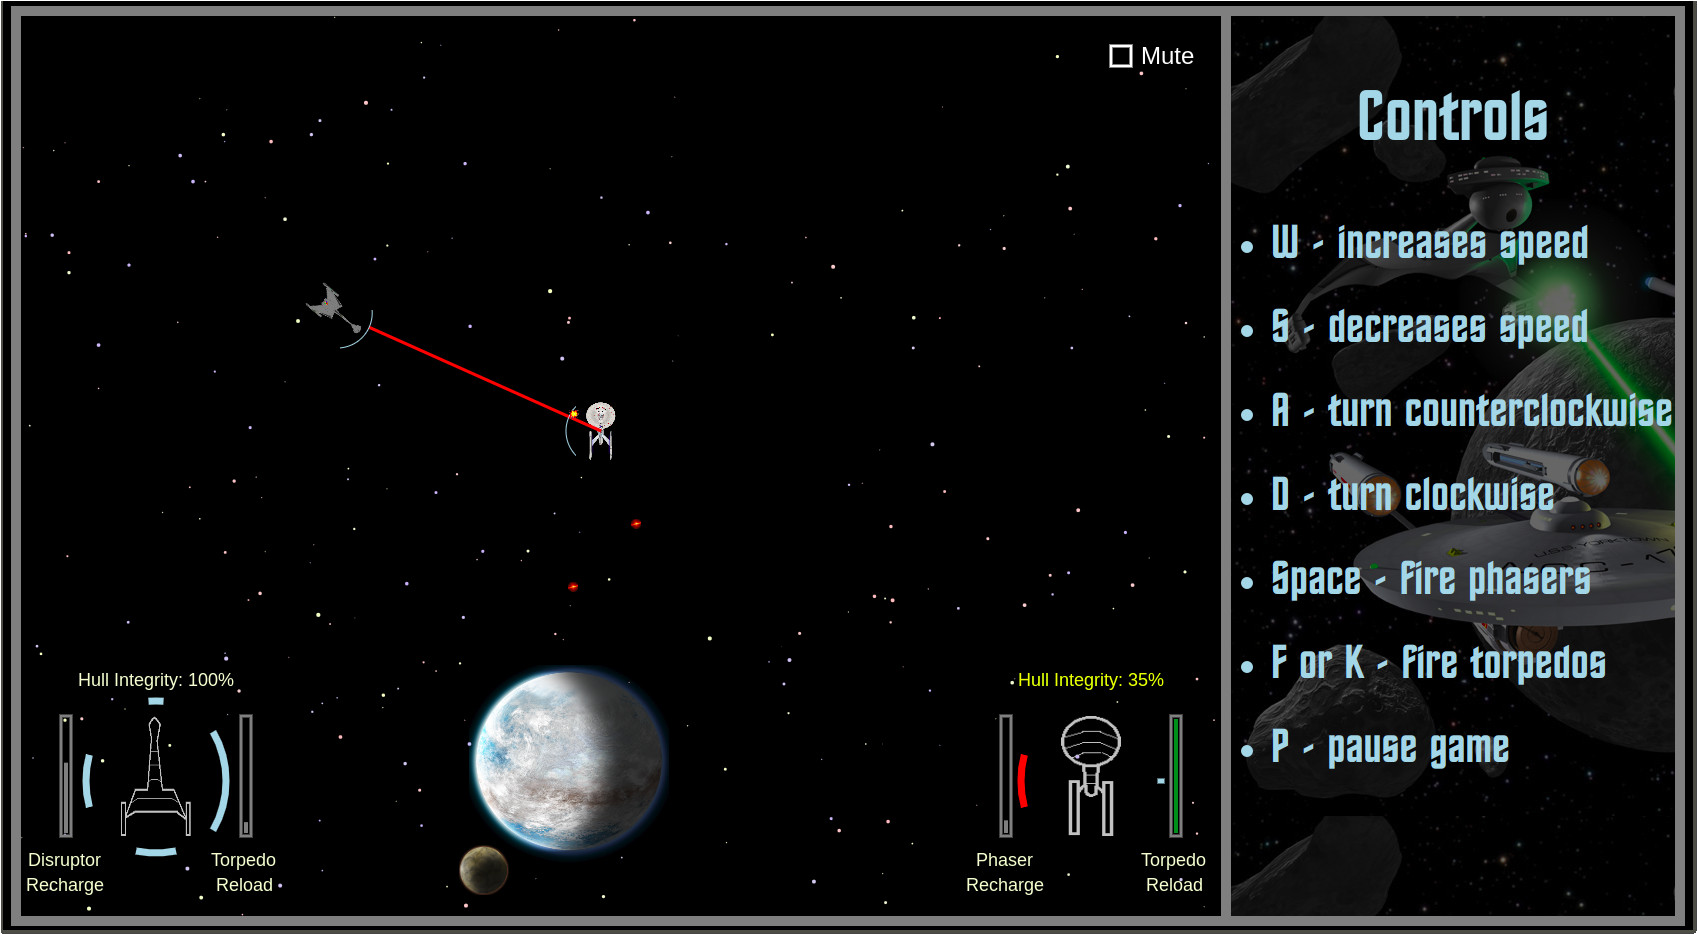 Mute
Controls
• W - increases speed
• S - decreases speed
• A - turn counterclockwise
• D - turn clockwise
• Space - fire phasers
• F or K - fire torpedos
• P - pause game
Hull Integrity: 100%
Disruptor
Recharge
Torpedo
Reload
Hull Integrity: 35%
Phaser
Recharge
Torpedo
Reload